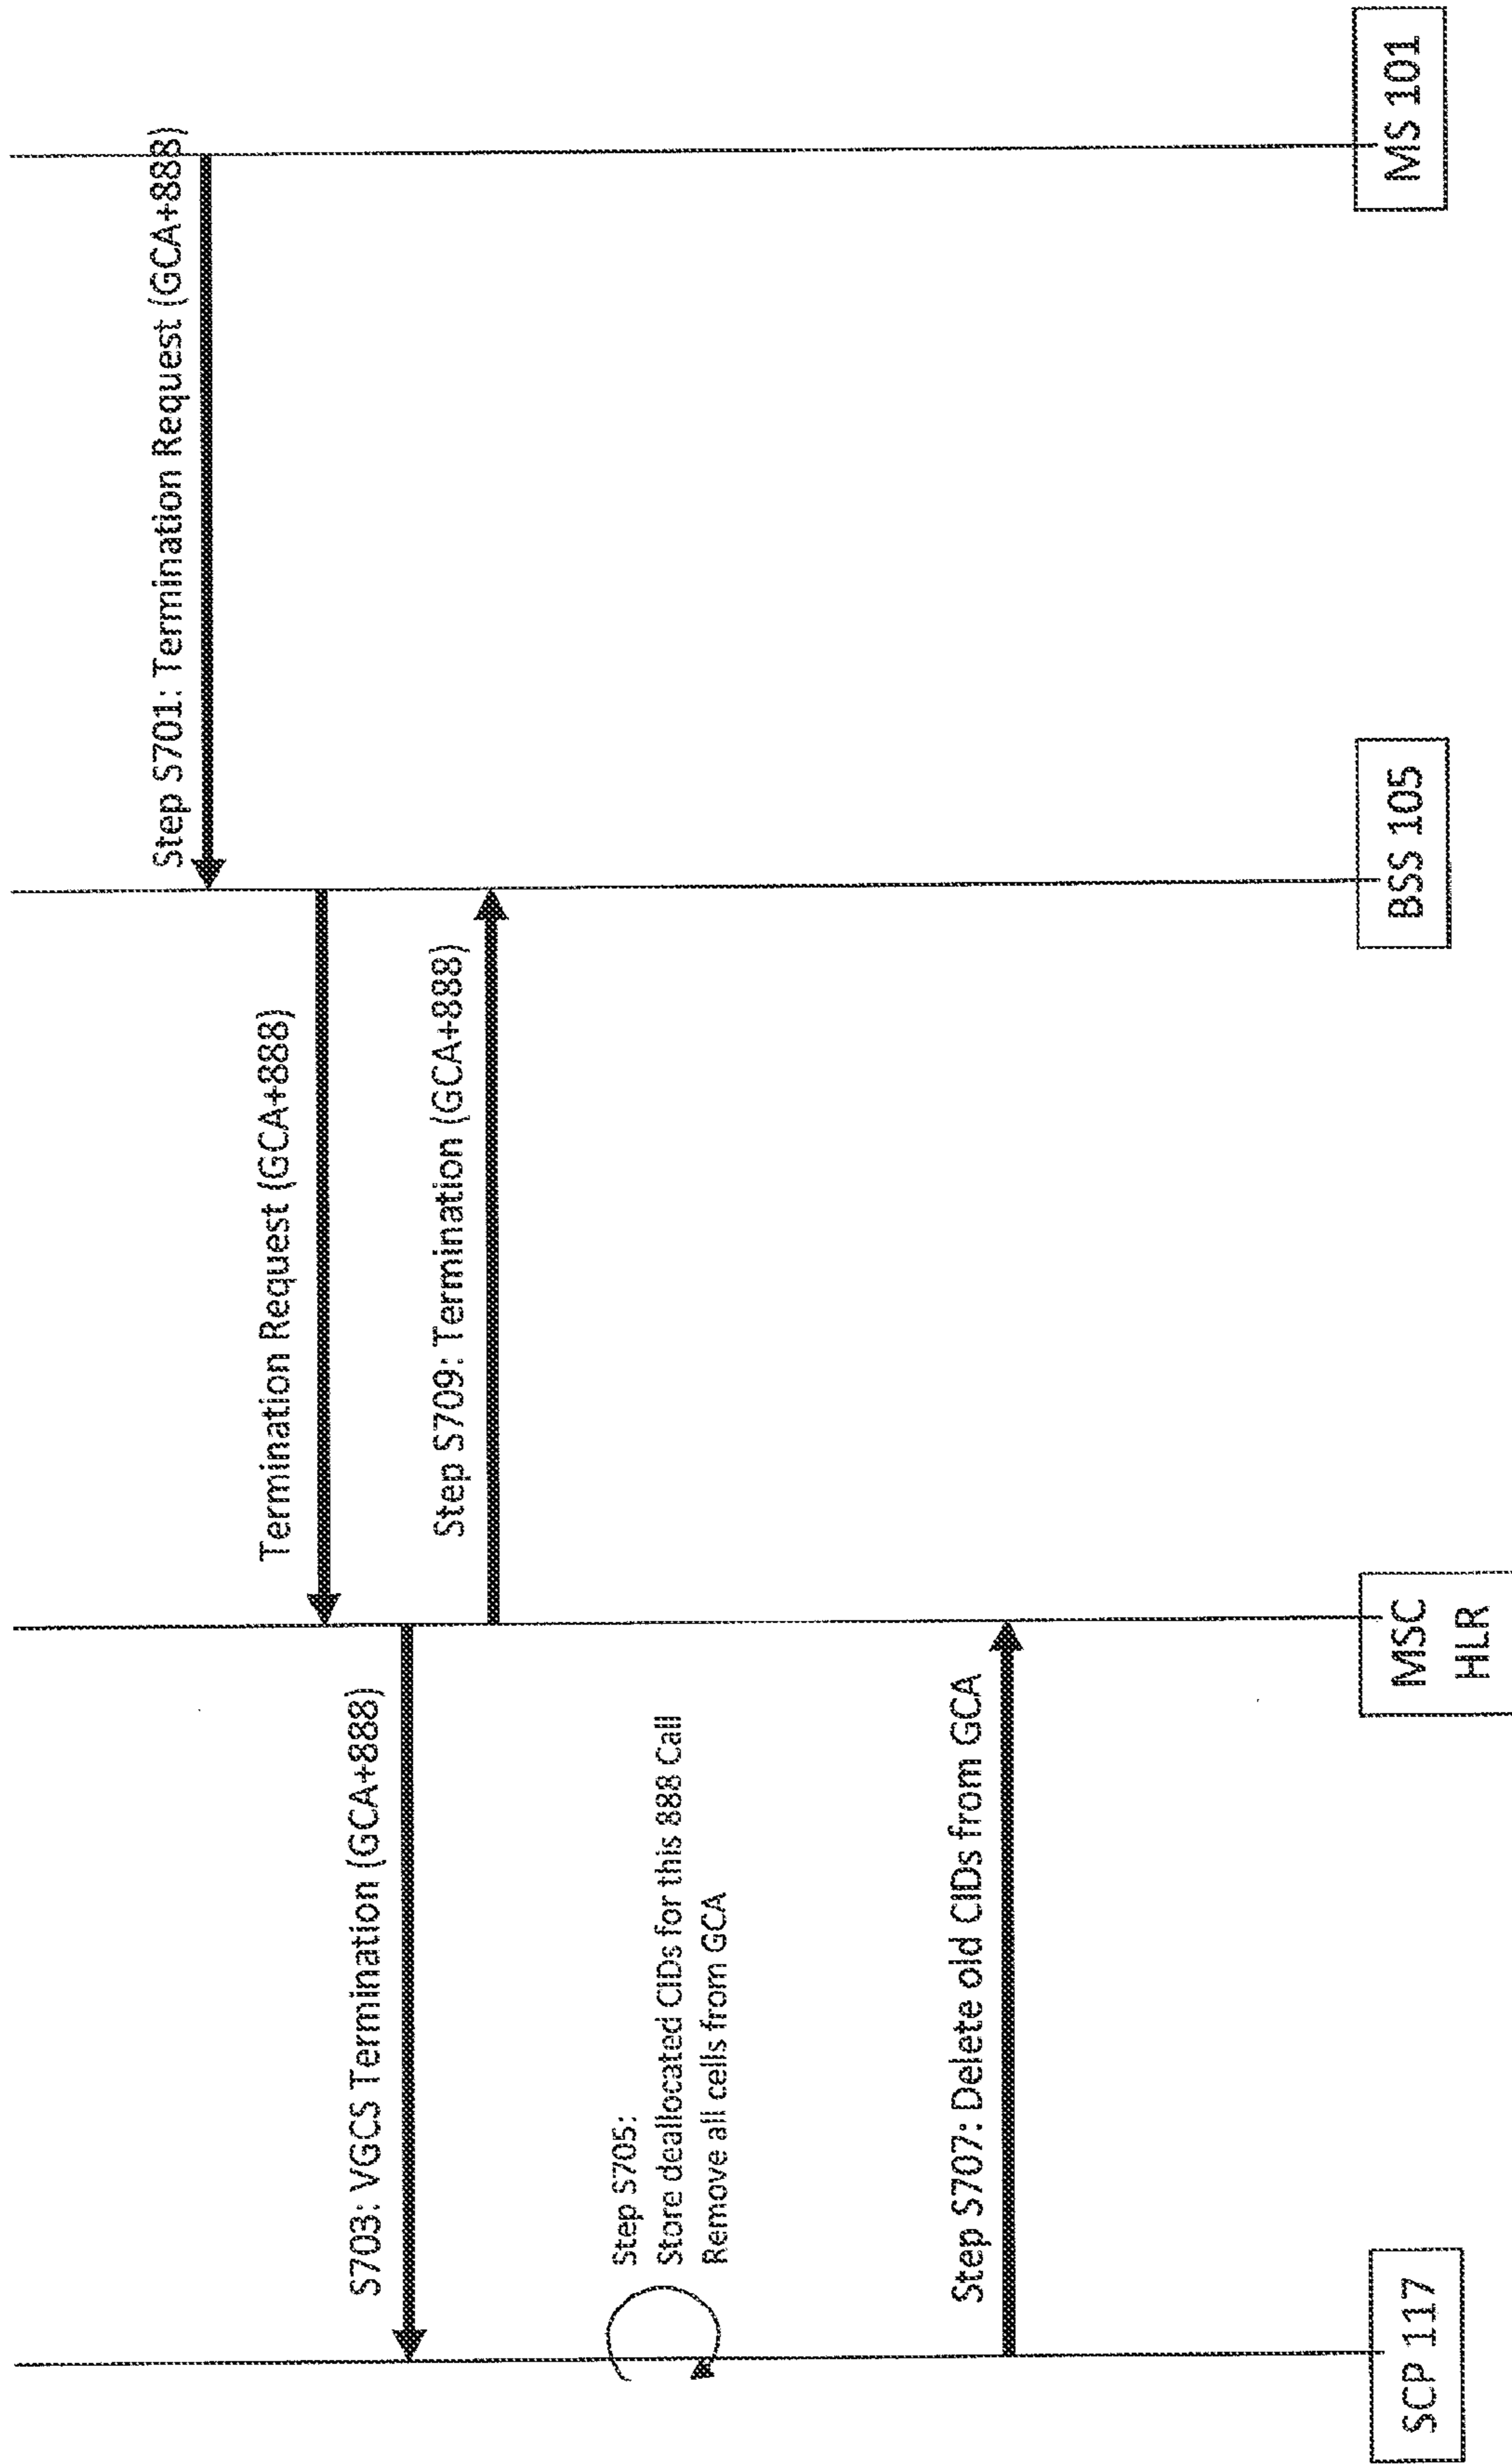 Step S701: Termination Request (GCA+888)
Termination Request (GCA+888)
S703: VGCS Termination (GCA+888)
Step S709: Termination (GCA+888)
Step S705:
Store deallocated CIDs for this 888 Call
Remove all cells from GCA
Step S707: Delete old CIDs from GCA
SCP 117
MSC
HLR
BSS 105
MS 101